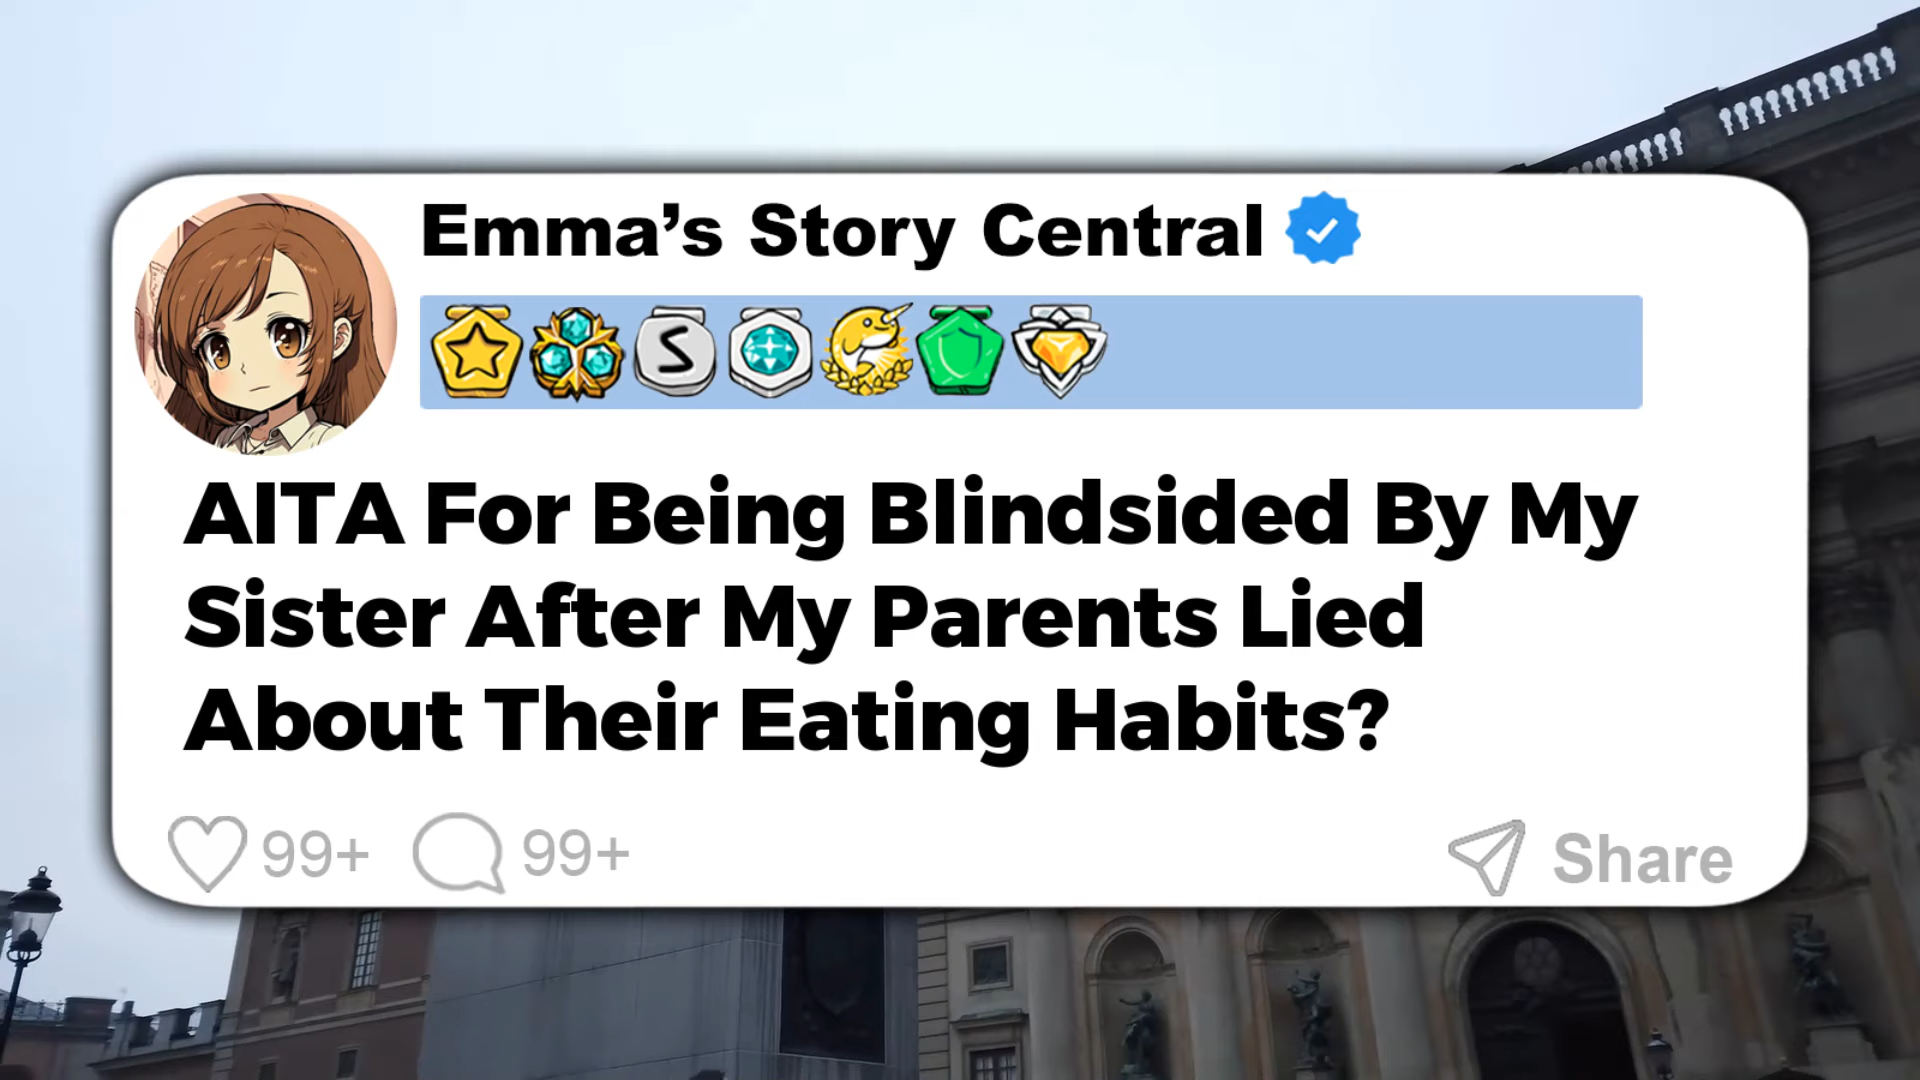 Emma’s Story Central
S
AITA For Being Blindsided By My
Sister After My Parents Lied
About Their Eating Habits?
99+ 99+ Share